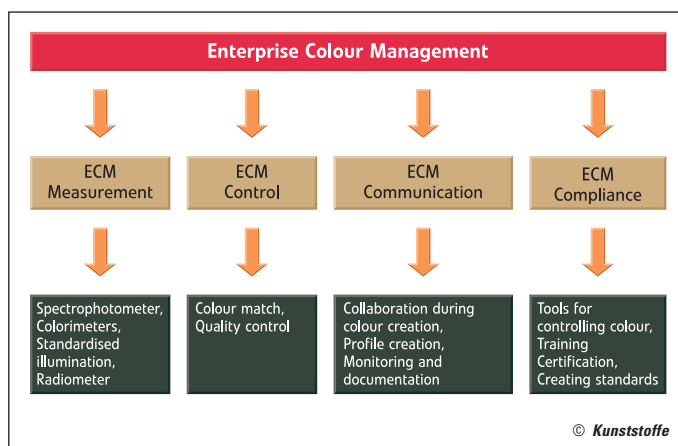 Enterprise Colour Management
ECM
Measurement
ECM
Control
ECM
Communication
ECM
Compliance
Spectrophotometer,
Colorimeters,
Standardised
illumination,
Radiometer
Colour match,
Quality control
Collaboration during
colour creation,
Profile creation,
Monitoring and
documentation
Tools for
controlling colour,
Training
Certification,
Creating standards
© Kunststoffe